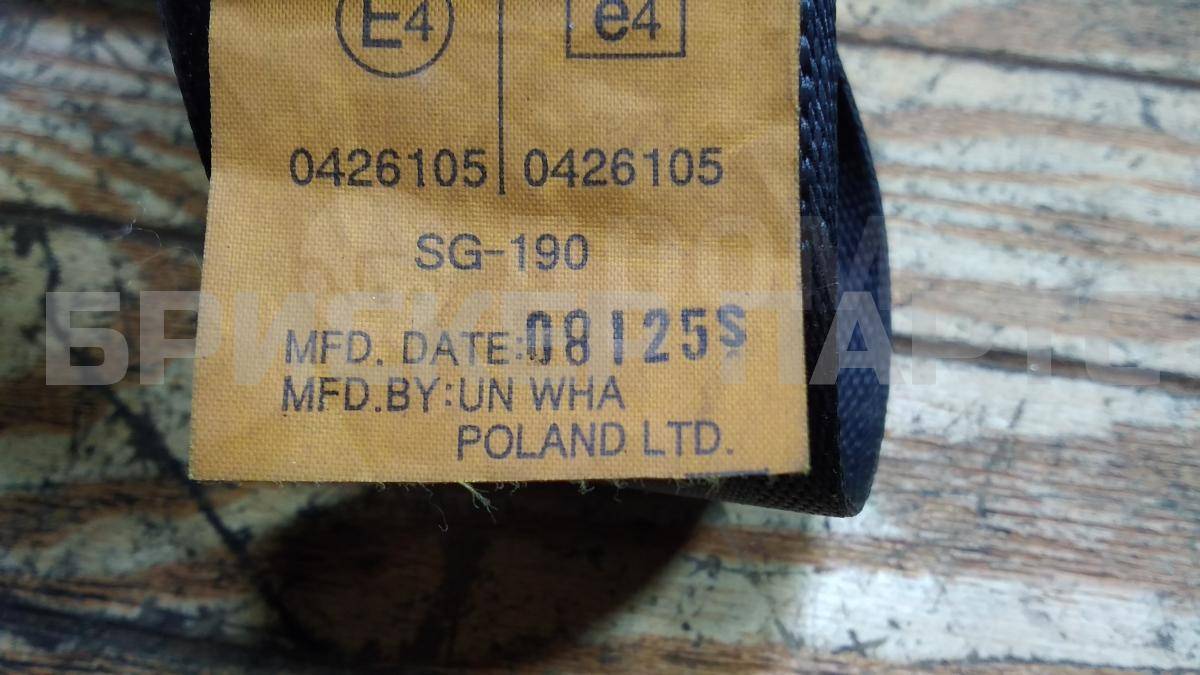 E4 e4
0426105 0426105
SG-190
MFD. DATE: 08125S
MFD.BY: UN WHA
POLAND LTD.